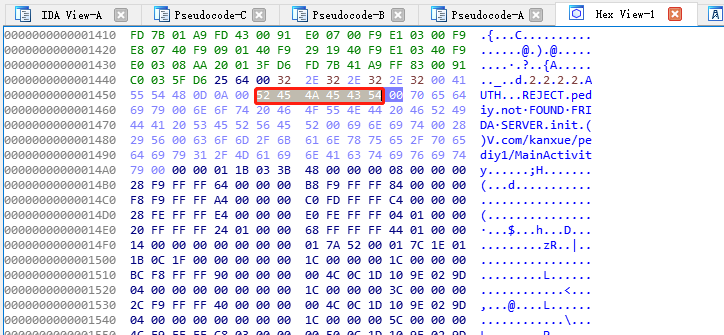 IDA View-A Pseudocode-C Pseudocode-B Pseudocode-A Hex View-1
0000000000001410 FD 7B 01 A9 FD 43 00 91 E0 07 00 F9 E1 03 00 F9 .{...C..........
0000000000001420 E8 07 40 F9 09 01 40 F9 29 19 40 F9 E1 03 40 F9 ......@.).@.....
0000000000001430 E0 03 08 AA 20 01 3F D6 FD 7B 41 A9 FF 83 00 91 .... .?..{A.....
0000000000001440 C0 03 5F D6 25 64 00 32 2E 32 2E 32 2E 32 00 41 .._..d.2.2.2.2.A
0000000000001450 55 54 48 0D 0A 00 52 45 4A 45 43 54 00 70 65 64 UTH...REJECT.ped
0000000000001460 69 79 00 6E 6F 74 20 46 4F 55 4E 44 20 46 52 49 iy.not·FOUND·FRI
0000000000001470 44 41 20 53 45 52 56 45 52 00 69 6E 69 74 00 28 DA·SERVER.init.(
0000000000001480 29 56 00 63 6F 6D 2F 6B 61 6E 78 75 65 2F 70 65 )V.com/kanxue/pe
0000000000001490 64 69 79 31 2F 4D 61 69 6E 41 63 74 69 76 69 74 diy1/MainActivit
00000000000014A0 79 00 00 00 01 1B 03 3B 48 00 00 00 08 00 00 00 y......;H.......
00000000000014B0 28 F9 FF FF 64 00 00 00 B8 F9 FF FF 84 00 00 00 (...d...........
00000000000014C0 F8 F9 FF FF A4 00 00 00 C0 FD FF FF C4 00 00 00 ................
00000000000014D0 28 FE FF FF E4 00 00 00 E0 FE FF FF 04 01 00 00 (...............
00000000000014E0 20 FF FF FF 24 01 00 00 68 FF FF FF 44 01 00 00 ·...$...h...D...
00000000000014F0 14 00 00 00 00 00 00 00 01 7A 52 00 01 7C 1E 01 .........zR..|..
0000000000001500 1B 0C 1F 00 00 00 00 00 1C 00 00 00 1C 00 00 00 ................
0000000000001510 BC F8 FF FF 90 00 00 00 00 4C 0C 1D 10 9E 02 9D .........L......
0000000000001520 04 00 00 00 00 00 00 00 1C 00 00 00 3C 00 00 00 ............<...
0000000000001530 2C F9 FF FF 40 00 00 00 00 4C 0C 1D 10 9E 02 9D ,...@....L......
0000000000001540 04 00 00 00 00 00 00 00 1C 00 00 00 5C 00 00 00 ............\...